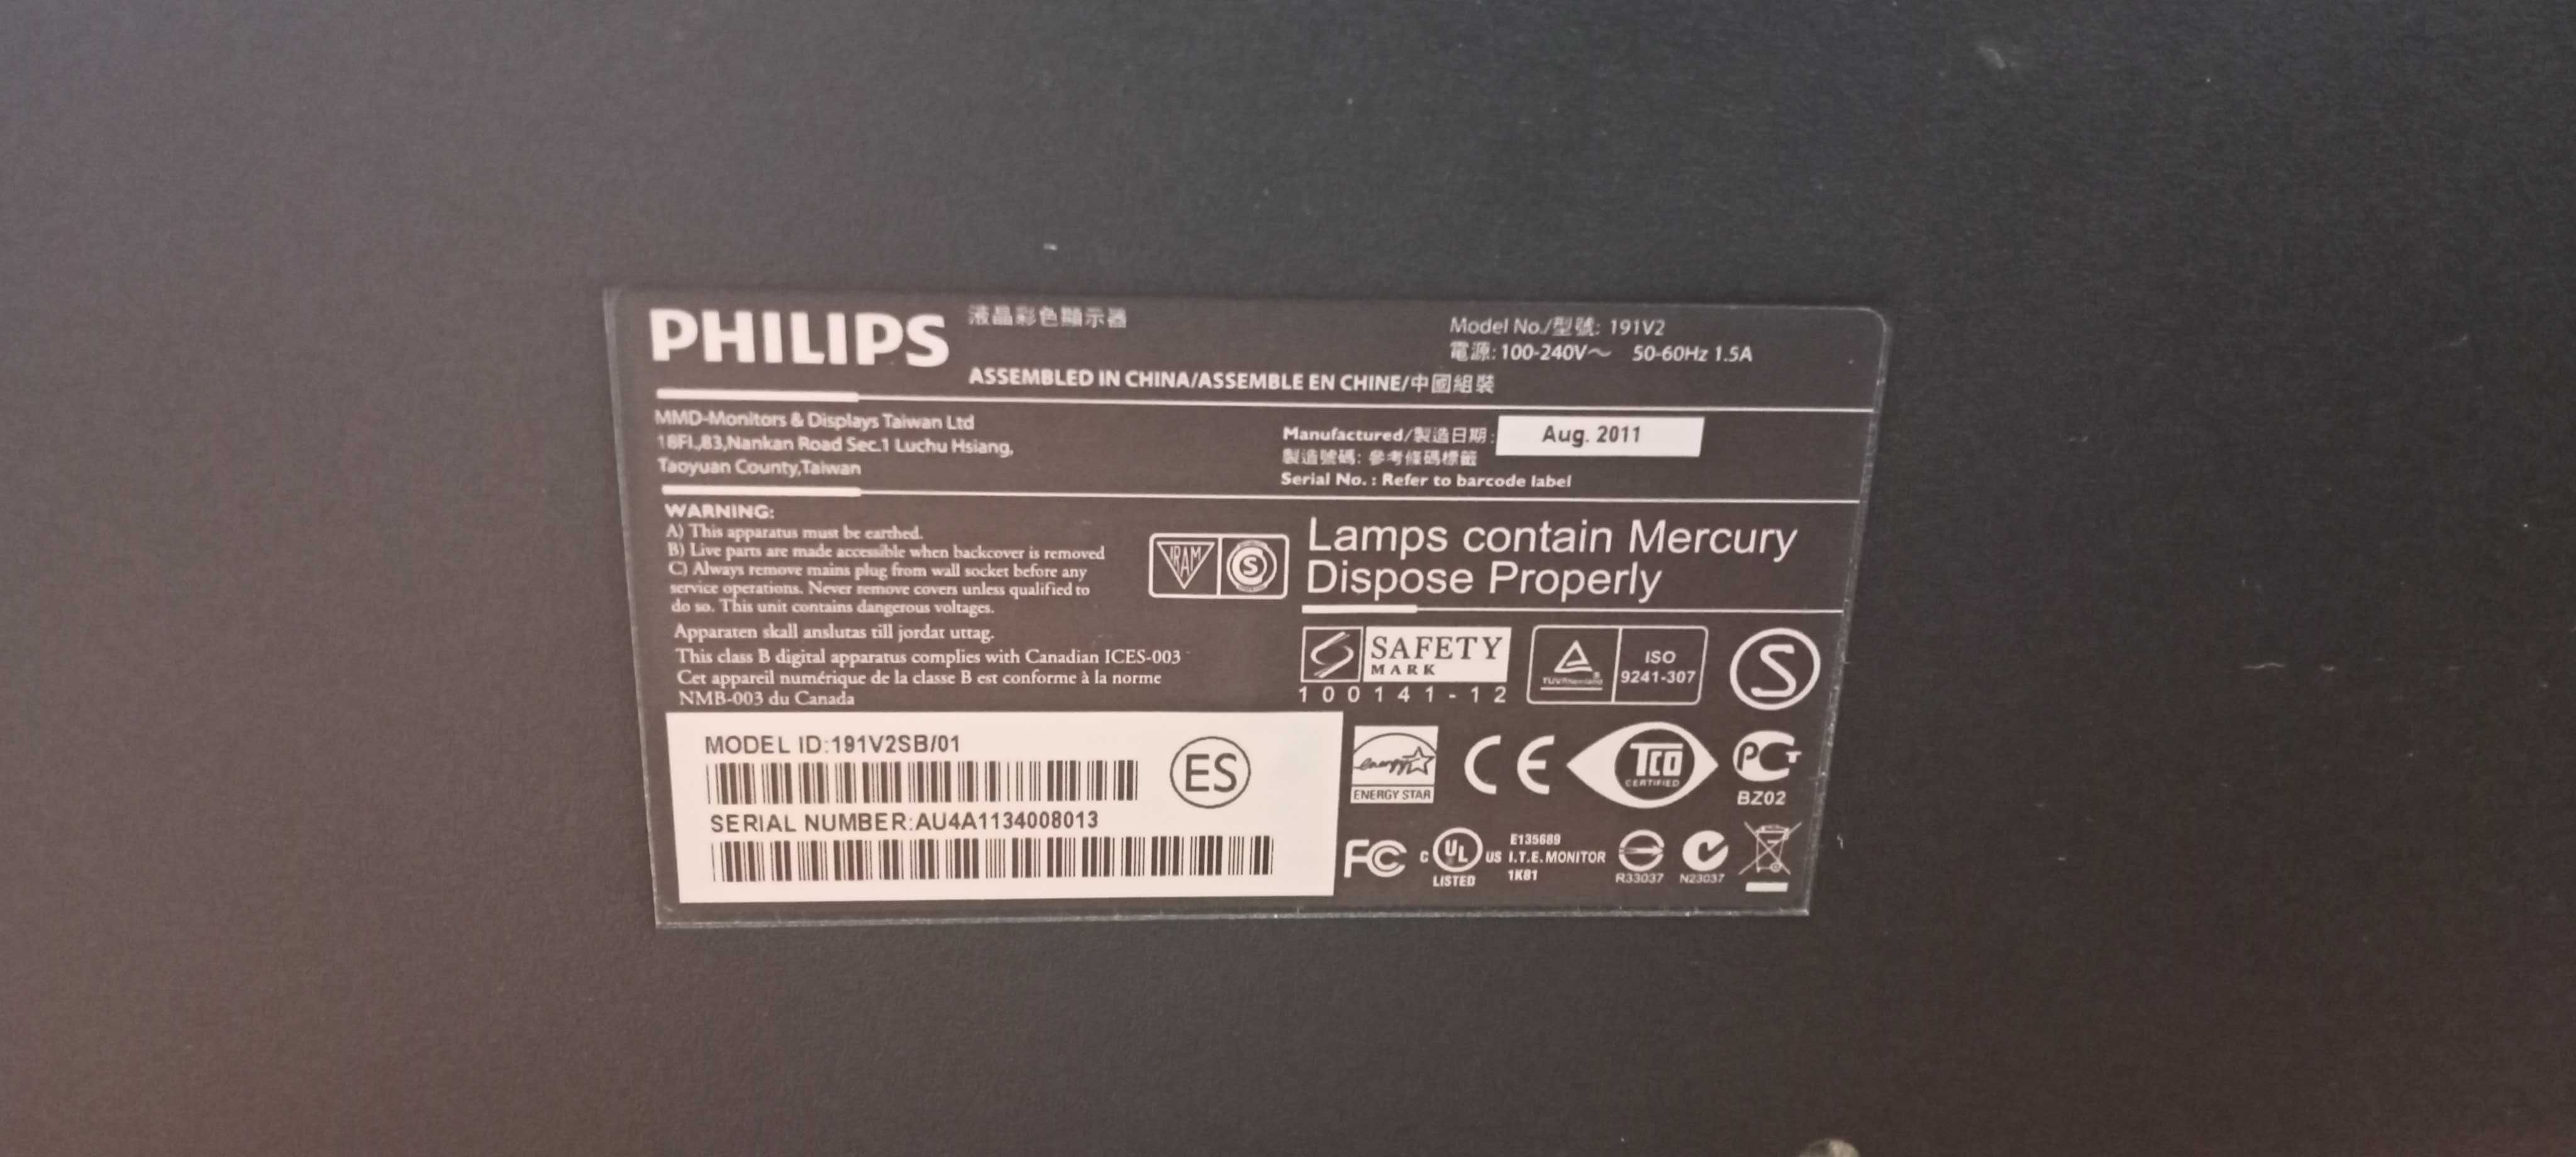 PHILIPS 液晶彩色顯示器
ASSEMBLED IN CHINA/ASSEMBLE EN CHINE/中國組裝
Model No./型號: 191V2
電源: 100-240V～ 50-60Hz 1.5A
MMD-Monitors & Displays Taiwan Ltd
18Fl.,83,Nankan Road Sec.1 Luchu Hsiang,
Taoyuan County,Taiwan
Manufactured/製造日期: Aug. 2011
製造號碼: 參考條碼標籤
Serial No. : Refer to barcode label
WARNING:
A) This apparatus must be earthed.
B) Live parts are made accessible when backcover is removed
C) Always remove mains plug from wall socket before any
service operations. Never remove covers unless qualified to
do so. This unit contains dangerous voltages.
Apparaten skall anslutas till jordat uttag.
This class B digital apparatus complies with Canadian ICES-003
Cet appareil numérique de la classe B est conforme à la norme
NMB-003 du Canada
IRAM S
Lamps contain Mercury
Dispose Properly
SAFETY
MARK
100141-12
TÜVRheinland
ISO
9241-307
S
MODEL ID:191V2SB/01
ES
SERIAL NUMBER:AU4A1134008013
energy
ENERGY STAR
CE
TCO
CERTIFIED
PCT
BZ02
FC
C UL US
LISTED
E135689
I.T.E. MONITOR
1K81
R33037
N23037